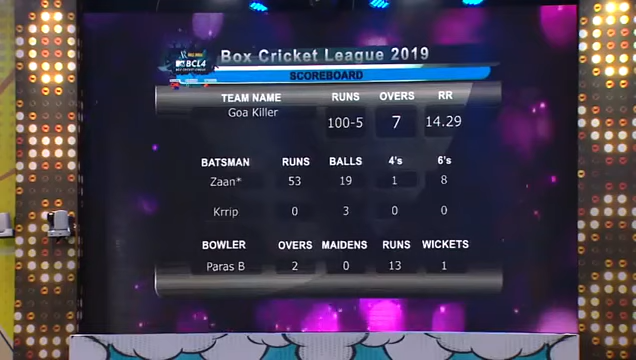 BCL4
Box Cricket League 2019
SCOREBOARD
TEAM NAME RUNS OVERS RR
Goa Killer 100-5 7 14.29
BATSMAN RUNS BALLS 4's 6's
Zaan* 53 19 1 8
Krrip 0 3 0 0
BOWLER OVERS MAIDENS RUNS WICKETS
Paras B 2 0 13 1